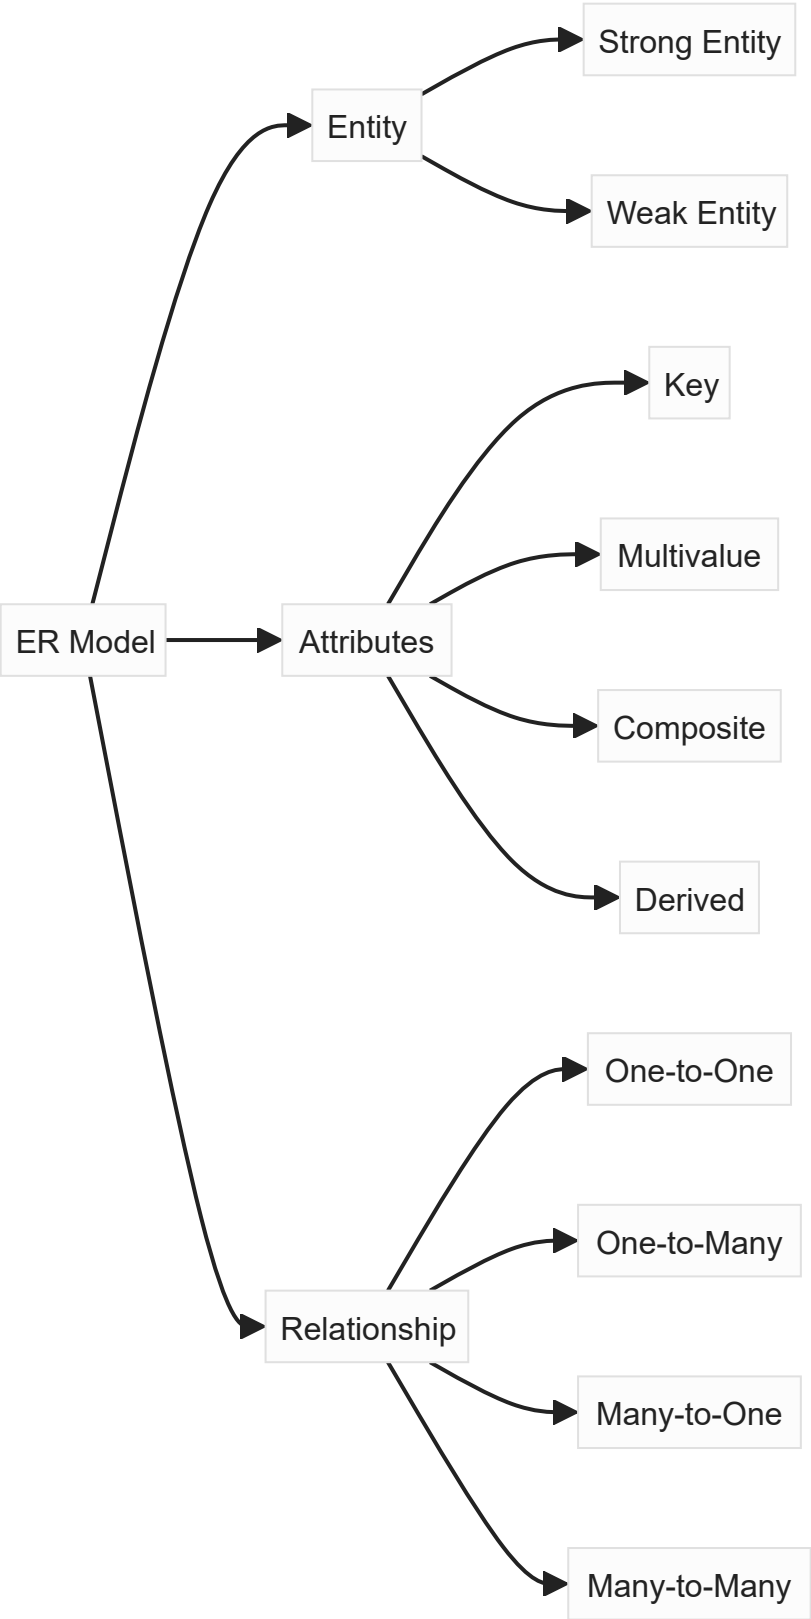 ER Model
Entity
Strong Entity
Weak Entity
Attributes
Key
Multivalue
Composite
Derived
Relationship
One-to-One
One-to-Many
Many-to-One
Many-to-Many